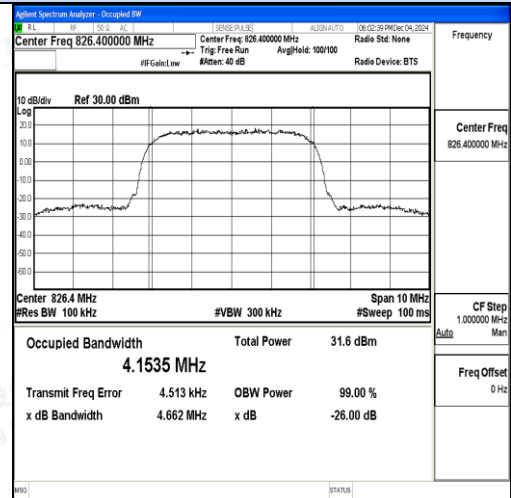 Agilent Spectrum Analyzer - Occupied BW
RL RF 50 Ω AC SENSE:PULSE ALIGN AUTO 06:02:39 PM Dec 04, 2024
Center Freq 826.400000 MHz
Center Freq: 826.400000 MHz Radio Std: None
Trig: Free Run Avg|Hold: 100/100
#IFGain:Low #Atten: 40 dB Radio Device: BTS
Frequency
10 dB/div Ref 30.00 dBm
Log
20.0
10.0
0.00
-10.0
-20.0
-30.0
-40.0
-50.0
-60.0
Center 826.4 MHz Span 10 MHz
#Res BW 100 kHz #VBW 300 kHz #Sweep 100 ms
Center Freq
826.400000 MHz
CF Step
1.000000 MHz
Auto Man
Freq Offset
0 Hz
Occupied Bandwidth Total Power 31.6 dBm
4.1535 MHz
Transmit Freq Error 4.513 kHz OBW Power 99.00 %
x dB Bandwidth 4.662 MHz x dB -26.00 dB
MSG STATUS